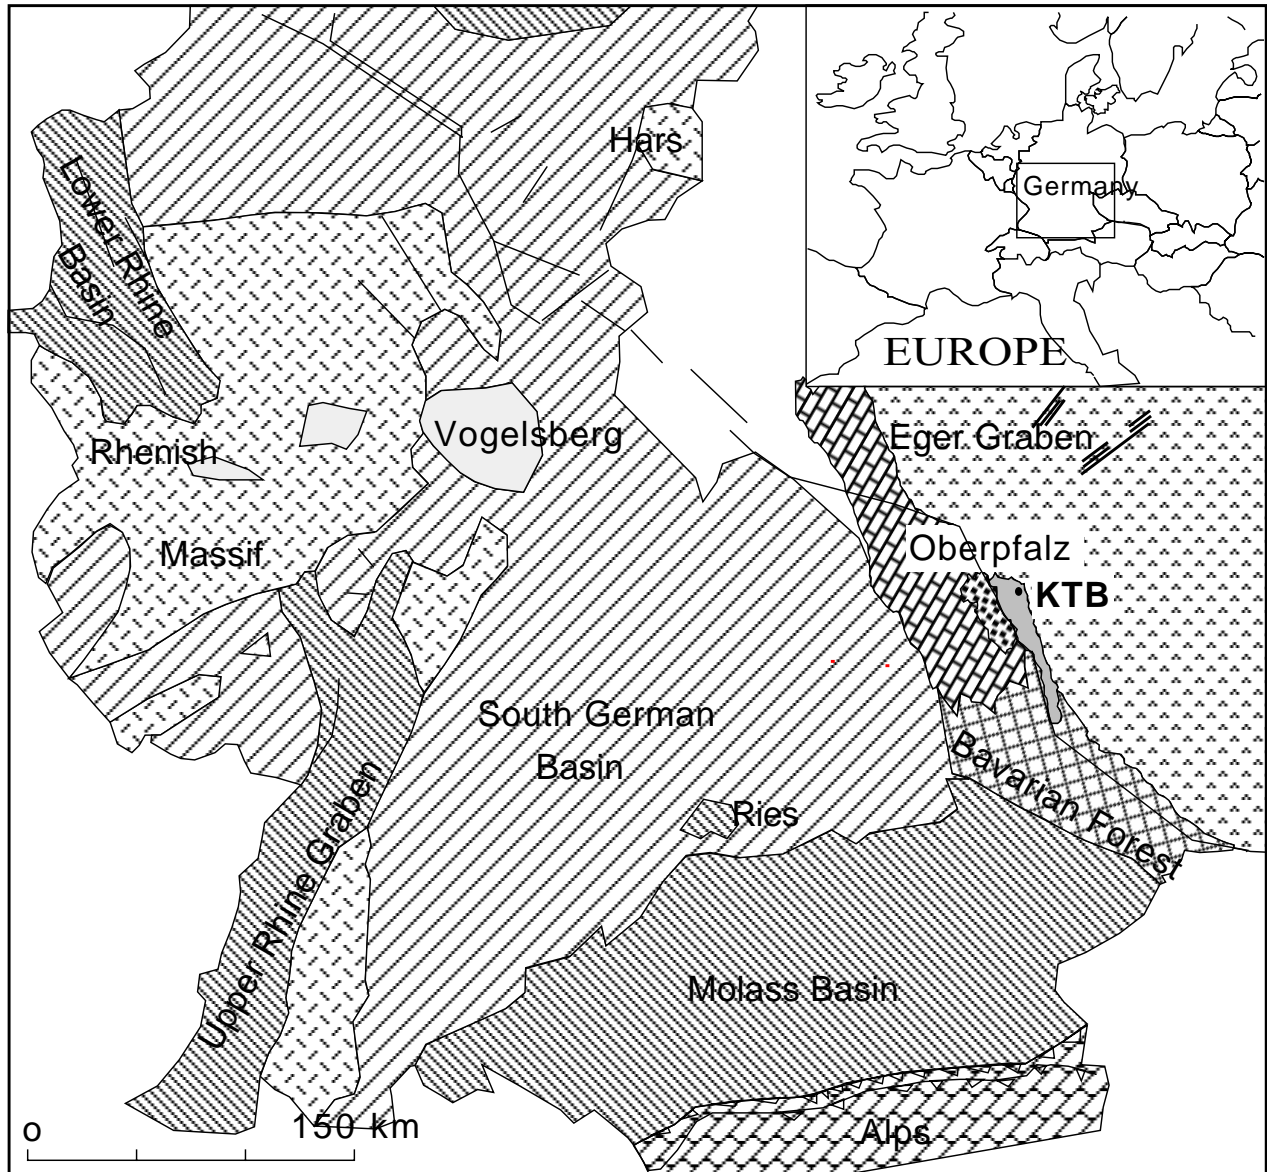 Hars
Germany
EUROPE
Lower Rhine
Basin
Vogelsberg
Eger Graben
Rhenish
Massif
Oberpfalz
KTB
South German
Basin
Bavarian Forest
Ries
Upper Rhine Graben
Molass Basin
o
150 km
Alps